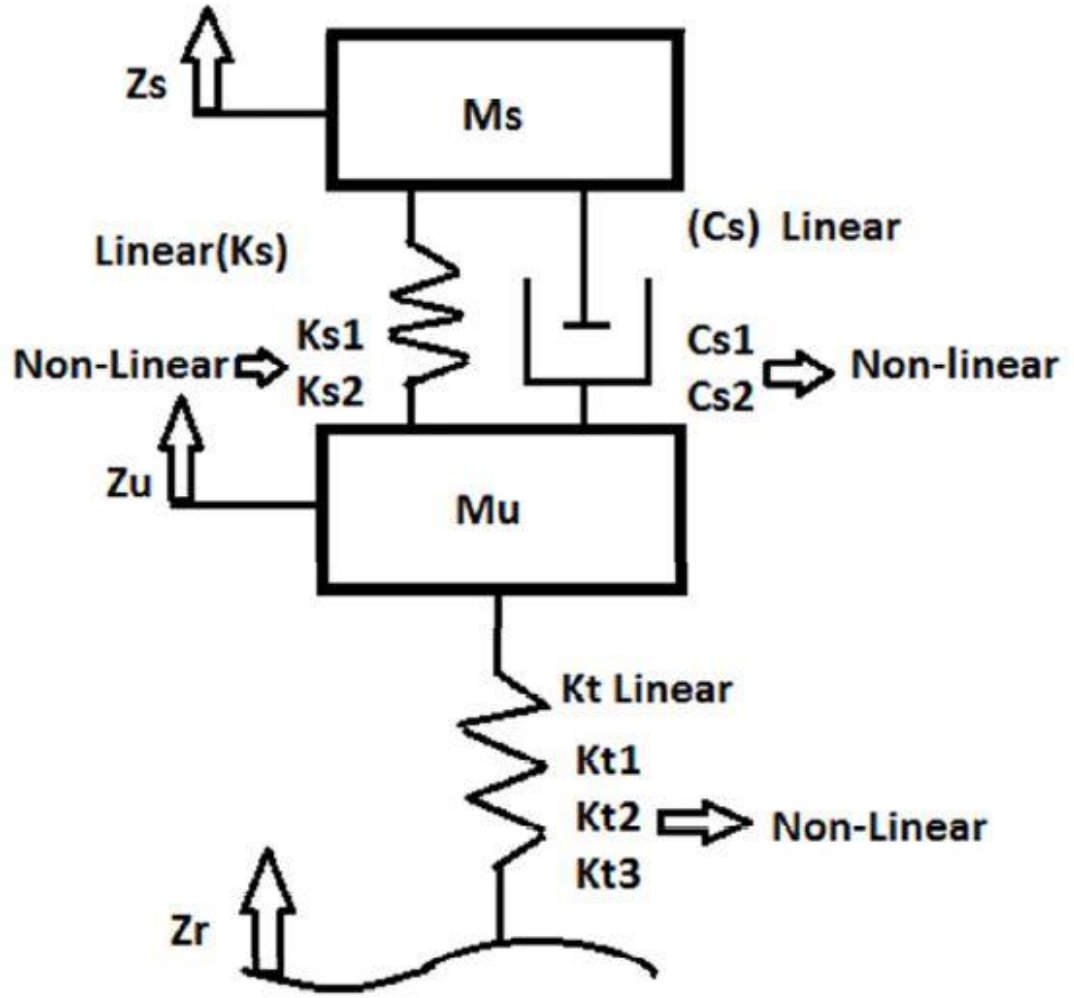 Zs
Ms
(Cs) Linear
Linear(Ks)
Ks1
Non-Linear
Ks2
Cs1
Cs2
Non-linear
Zu
Mu
Kt Linear
Kt1
Kt2
Kt3
Non-Linear
Zr